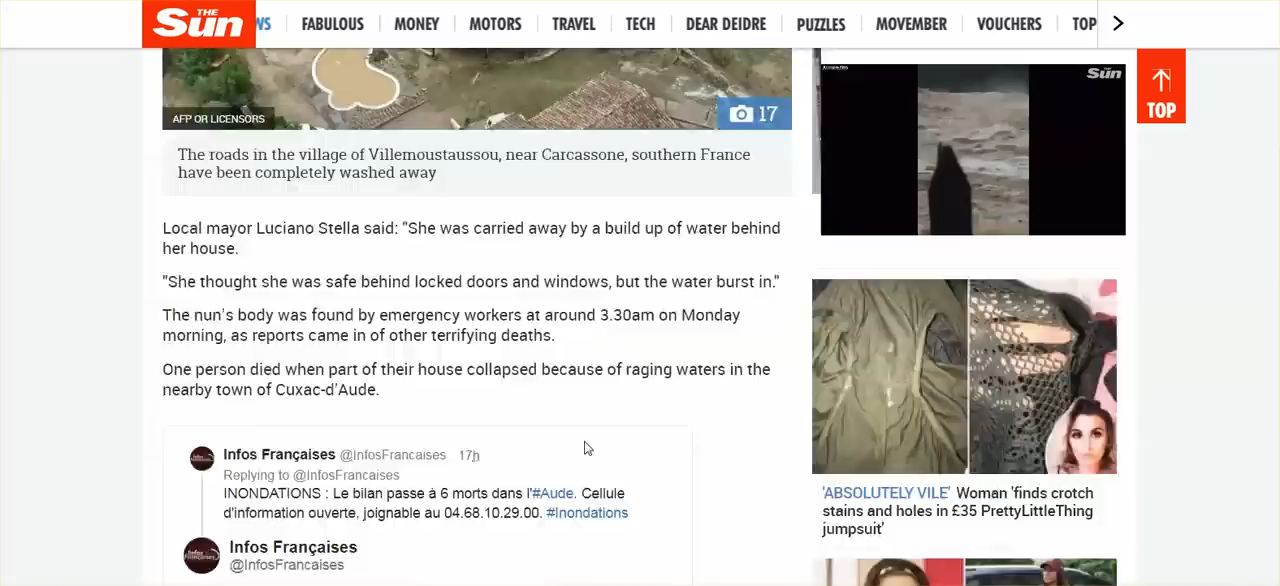 THE
Sun
WS
FABULOUS
MONEY
MOTORS
TRAVEL
TECH
DEAR DEIDRE
PUZZLES
MOVEMBER
VOUCHERS
TOP
AFP OR LICENSORS
17
The roads in the village of Villemoustaussou, near Carcassone, southern France
have been completely washed away
Local mayor Luciano Stella said: "She was carried away by a build up of water behind
her house.
"She thought she was safe behind locked doors and windows, but the water burst in."
The nun's body was found by emergency workers at around 3.30am on Monday
morning, as reports came in of other terrifying deaths.
One person died when part of their house collapsed because of raging waters in the
nearby town of Cuxac-d'Aude.
Infos Françaises @InfosFrancaises 17h
Replying to @InfosFrancaises
INONDATIONS : Le bilan passe à 6 morts dans l'#Aude. Cellule
d'information ouverte, joignable au 04.68.10.29.00. #Inondations
Infos Françaises
@InfosFrancaises
Sun
TOP
'ABSOLUTELY VILE' Woman 'finds crotch
stains and holes in £35 PrettyLittleThing
jumpsuit'